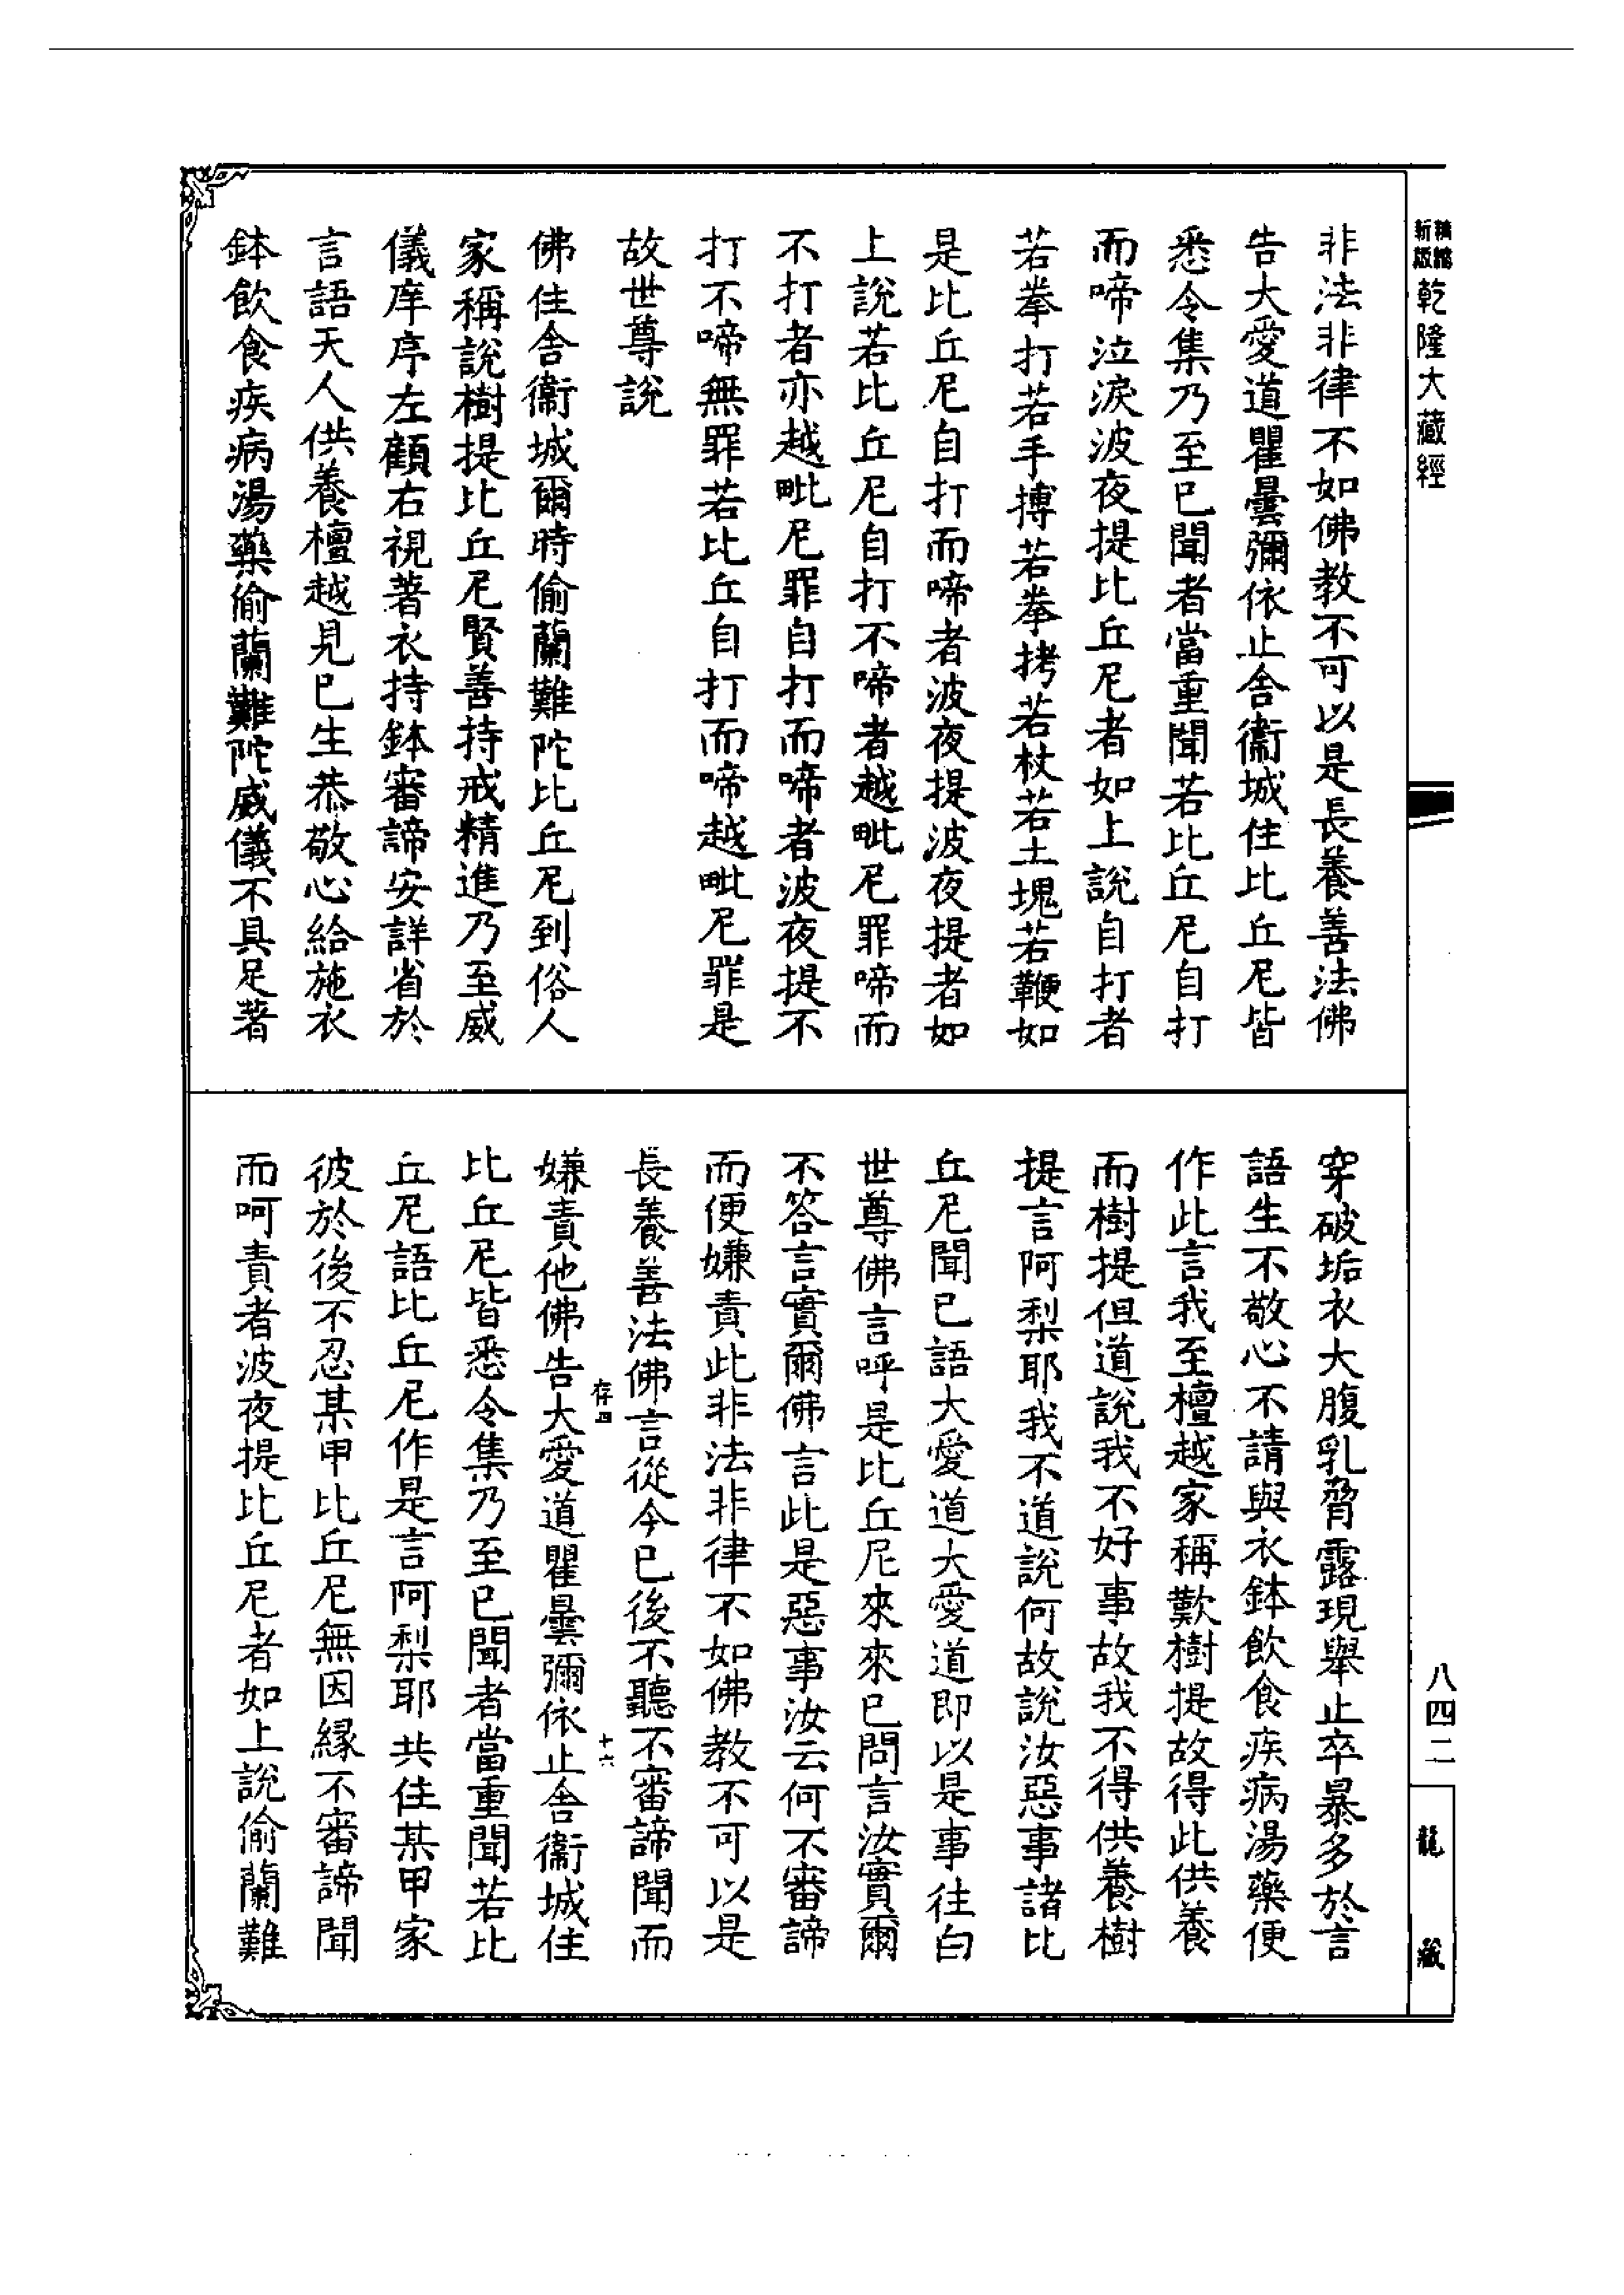 新版
精縮
乾隆大藏經
非法非律不如佛教不可以是長養善法佛
告大愛道瞿曇彌依止舍衞城住比丘尼皆
悉令集乃至已聞者當重聞若比丘尼自打
而啼泣淚波夜提比丘尼者如上說自打者
若拳打若手搏若拳拷若杖若土塊若鞭如
是比丘尼自打而啼者波夜提波夜提者如
上說若比丘尼自打不啼者越毗尼罪啼而
不打者亦越毗尼罪自打而啼者波夜提不
打不啼無罪若比丘自打而啼越毗尼罪是
故世尊說
佛住舍衞城爾時偷蘭難陀比丘尼到俗人
家稱說樹提比丘尼賢善持戒精進乃至威
儀庠序左顧右視著衣持鉢審諦安詳省於
言語天人供養檀越見已生恭敬心給施衣
鉢飲食疾病湯藥偷蘭難陀威儀不具足著
穿破垢衣大腹乳脅露現舉止卒暴多於言
語生不敬心不請與衣鉢飲食疾病湯藥便
作此言我至檀越家稱歎樹提故得此供養
而樹提但道說我不好事故我不得供養樹
提言阿梨耶我不道說何故說汝惡事諸比
丘尼聞已語大愛道大愛道即以是事往白
世尊佛言呼是比丘尼來來已問言汝實爾
不答言實爾佛言此是惡事汝云何不審諦
而便嫌責此非法非律不如佛教不可以是
長養善法佛言從今已後不聽不審諦聞而
存四
十六
嫌責他佛告大愛道瞿曇彌依止舍衞城住
比丘尼皆悉令集乃至已聞者當重聞若比
丘尼語比丘尼作是言阿梨耶共住某甲家
彼於後不忍某甲比丘尼無因緣不審諦聞
而呵責者波夜提比丘尼者如上說偷蘭難
八四二
龍藏